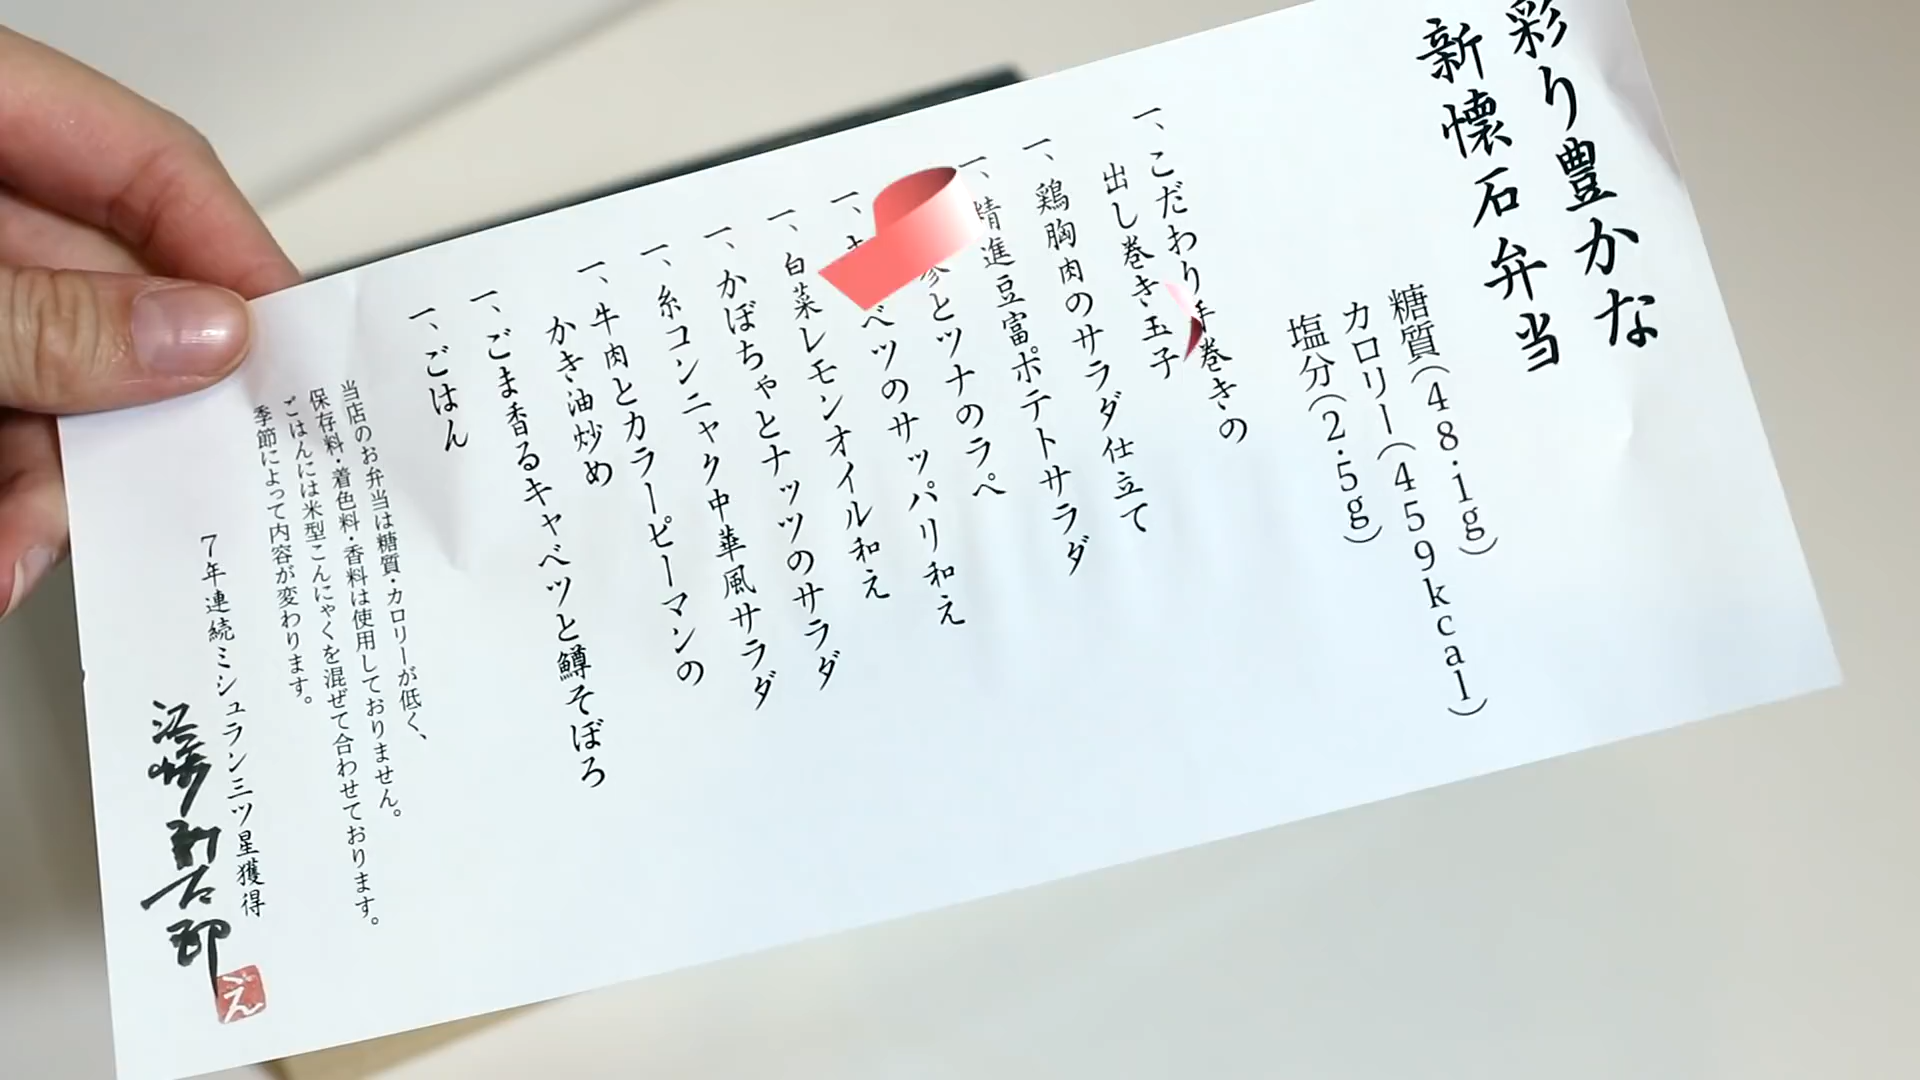 彩り豊かな
新懐石弁当
糖質（48.1g）
カロリー（459kcal）
塩分（2.5g）
一、こだわり手巻きの
出し巻き玉子
一、鶏胸肉のサラダ仕立て
一、精進豆富ポテトサラダ
参とツナのラペ
一、ベツのサッパリ和え
一、白菜レモンオイル和え
一、かぼちゃとナッツのサラダ
一、糸コンニャク中華風サラダ
一、牛肉とカラーピーマンの
かき油炒め
一、ごま香るキャベツと鱒そぼろ
一、ごはん
当店のお弁当は糖質・カロリーが低く、
保存料・着色料・香料は使用しておりません。
ごはんには米型こんにゃくを混ぜて合わせております。
季節によって内容が変わります。
7年連続ミシュラン三ツ星獲得
え